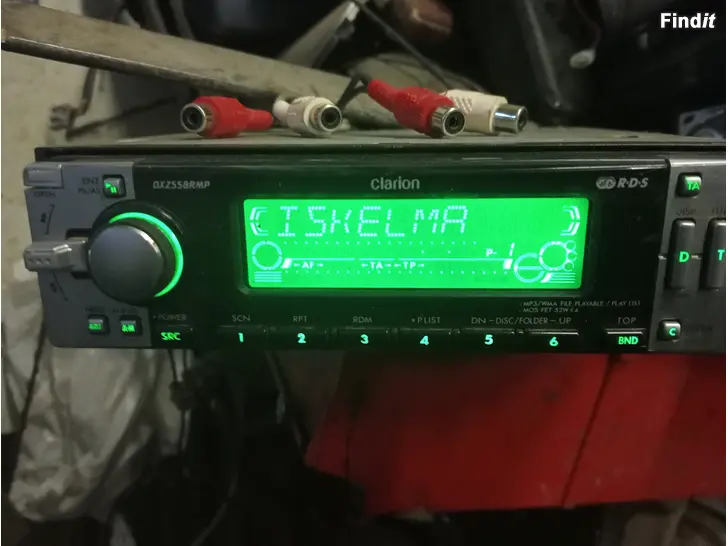 Findit
DXZ558RMP
clarion
R·D·S
TA
ISKELMA
P-1
AF
TA
TP
D
T
MP3/WMA FILE PLAYABLE / PLAY LIST
MOS FET 52W×4
POWER
SCN
RPT
RDM
P.LIST
DN – DISC/FOLDER – UP
TOP
SRC
1
2
3
4
5
6
BND
C